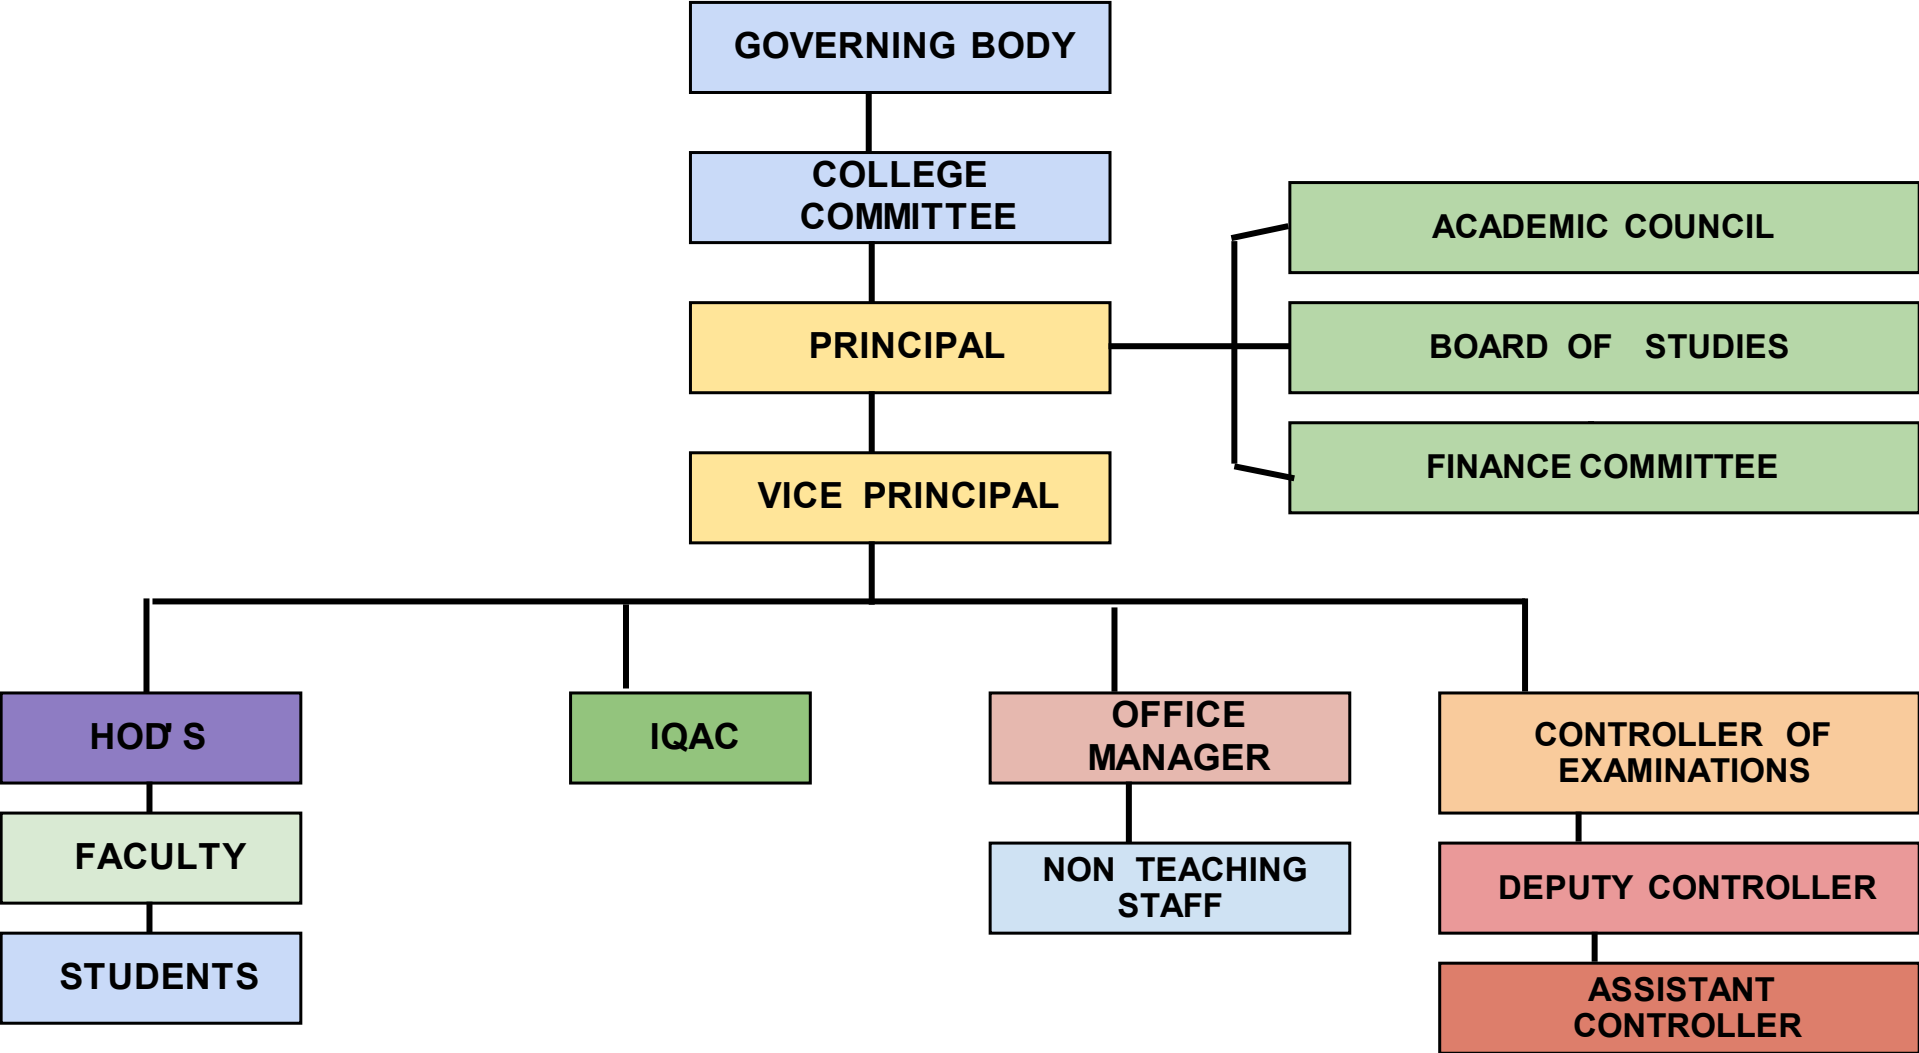 GOVERNING BODY
COLLEGE
COMMITTEE
ACADEMIC COUNCIL
PRINCIPAL
BOARD OF STUDIES
VICE PRINCIPAL
FINANCE COMMITTEE
HOD'S
IQAC
OFFICE
MANAGER
CONTROLLER OF
EXAMINATIONS
FACULTY
NON TEACHING
STAFF
DEPUTY CONTROLLER
STUDENTS
ASSISTANT
CONTROLLER